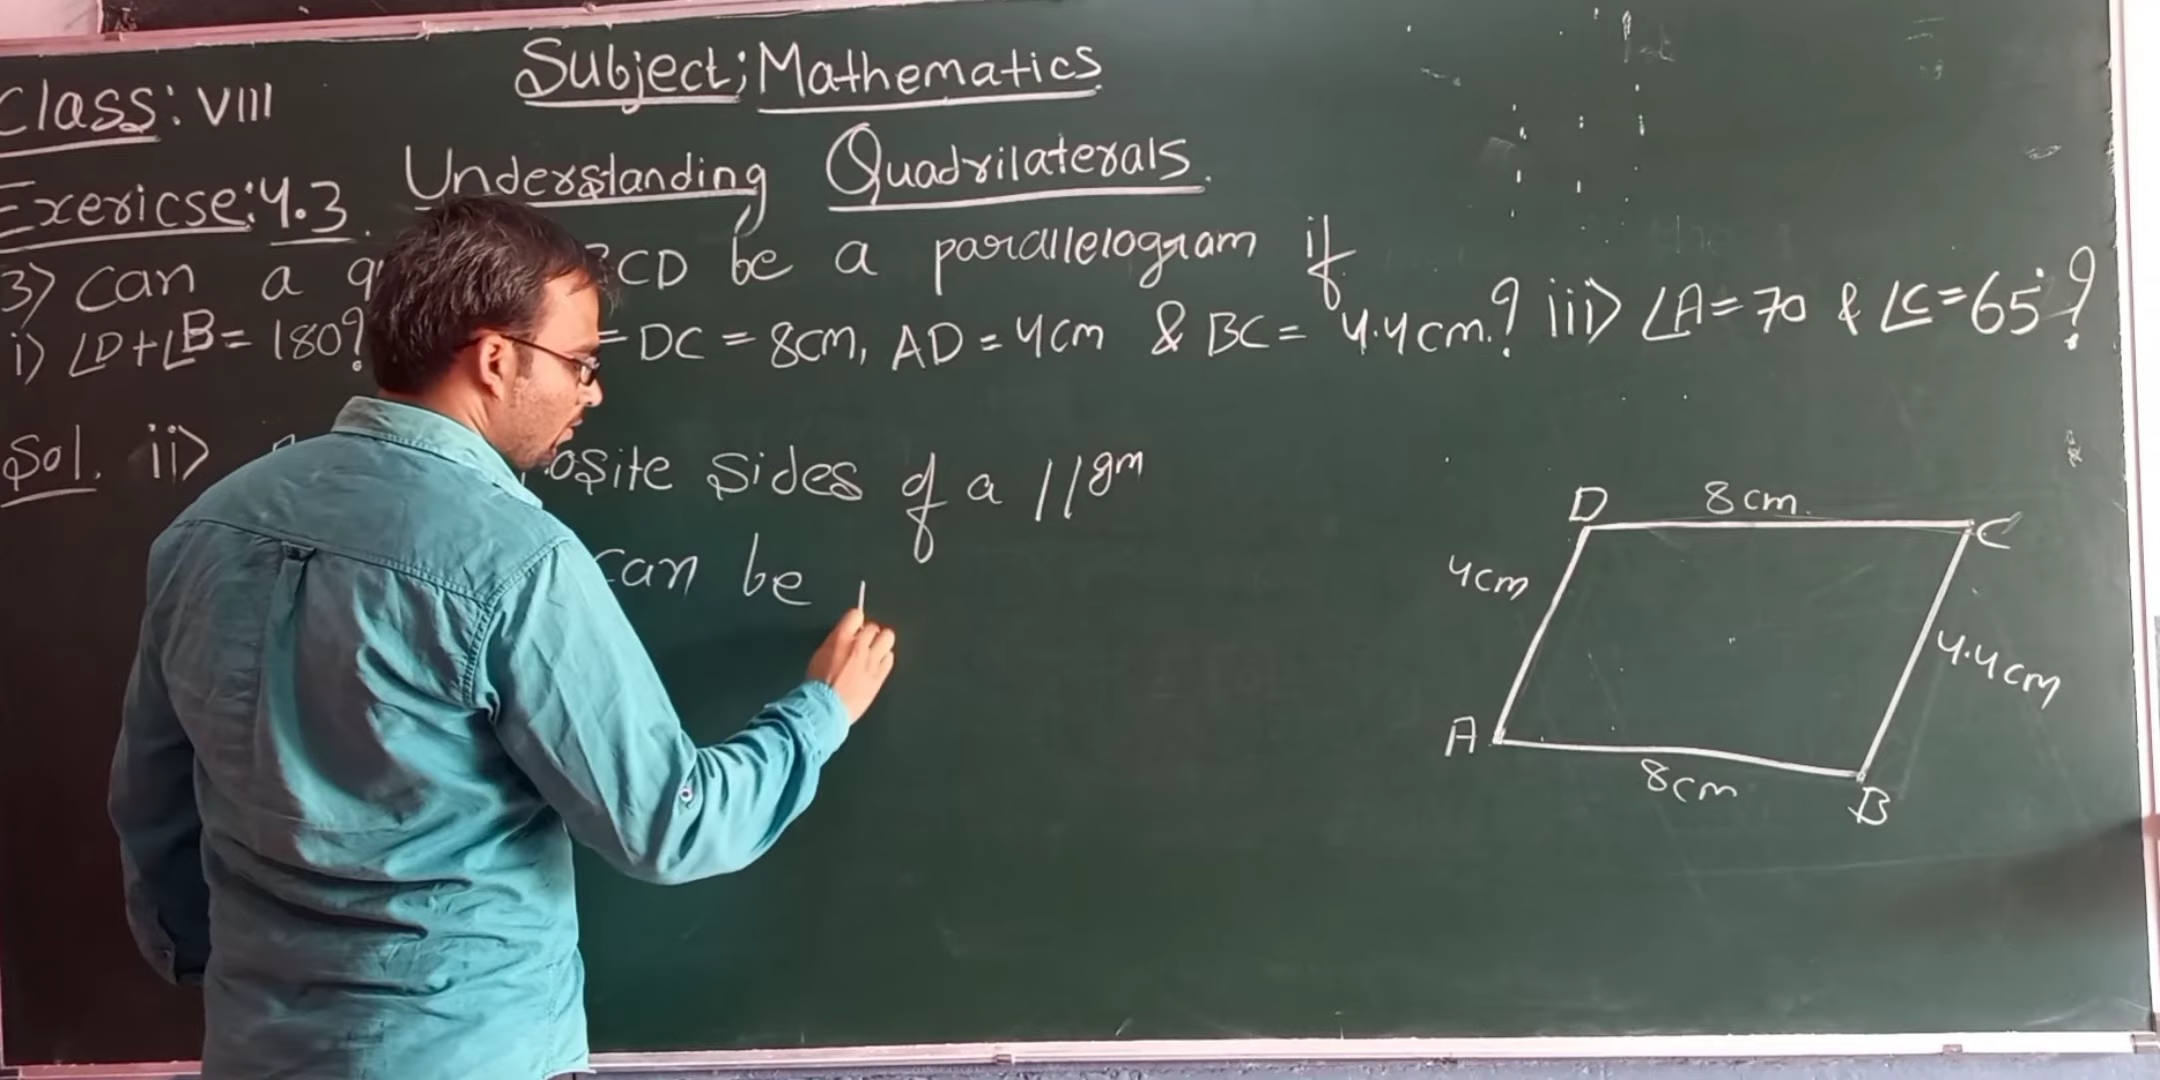 Subject; Mathematics
Class: VIII
Exericse: 4.3 Understanding Quadrilaterals.
3) Can a CD be a parallelogram if
i) ∠D+∠B= 180? = DC = 8cm, AD = 4cm & BC = 4.4cm.? iii) ∠A=70 & ∠C=65°?
Sol. ii) sides of a ||gm
can be
D 8cm. C
4cm
4.4cm
A 8cm B